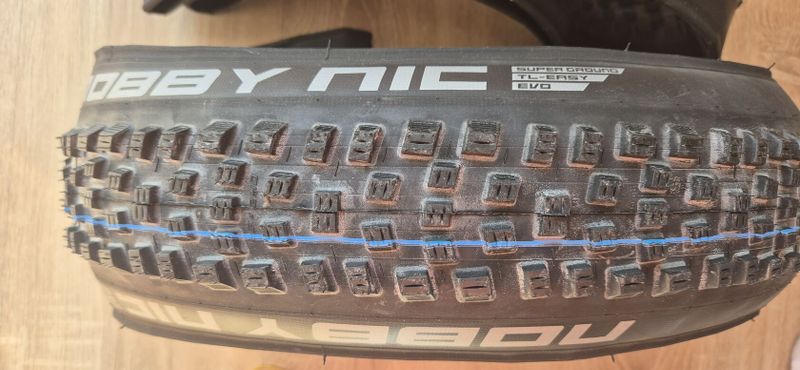 OBBY NIC
SUPER GROUND
TL-EASY
EVO
NOBBY NIC